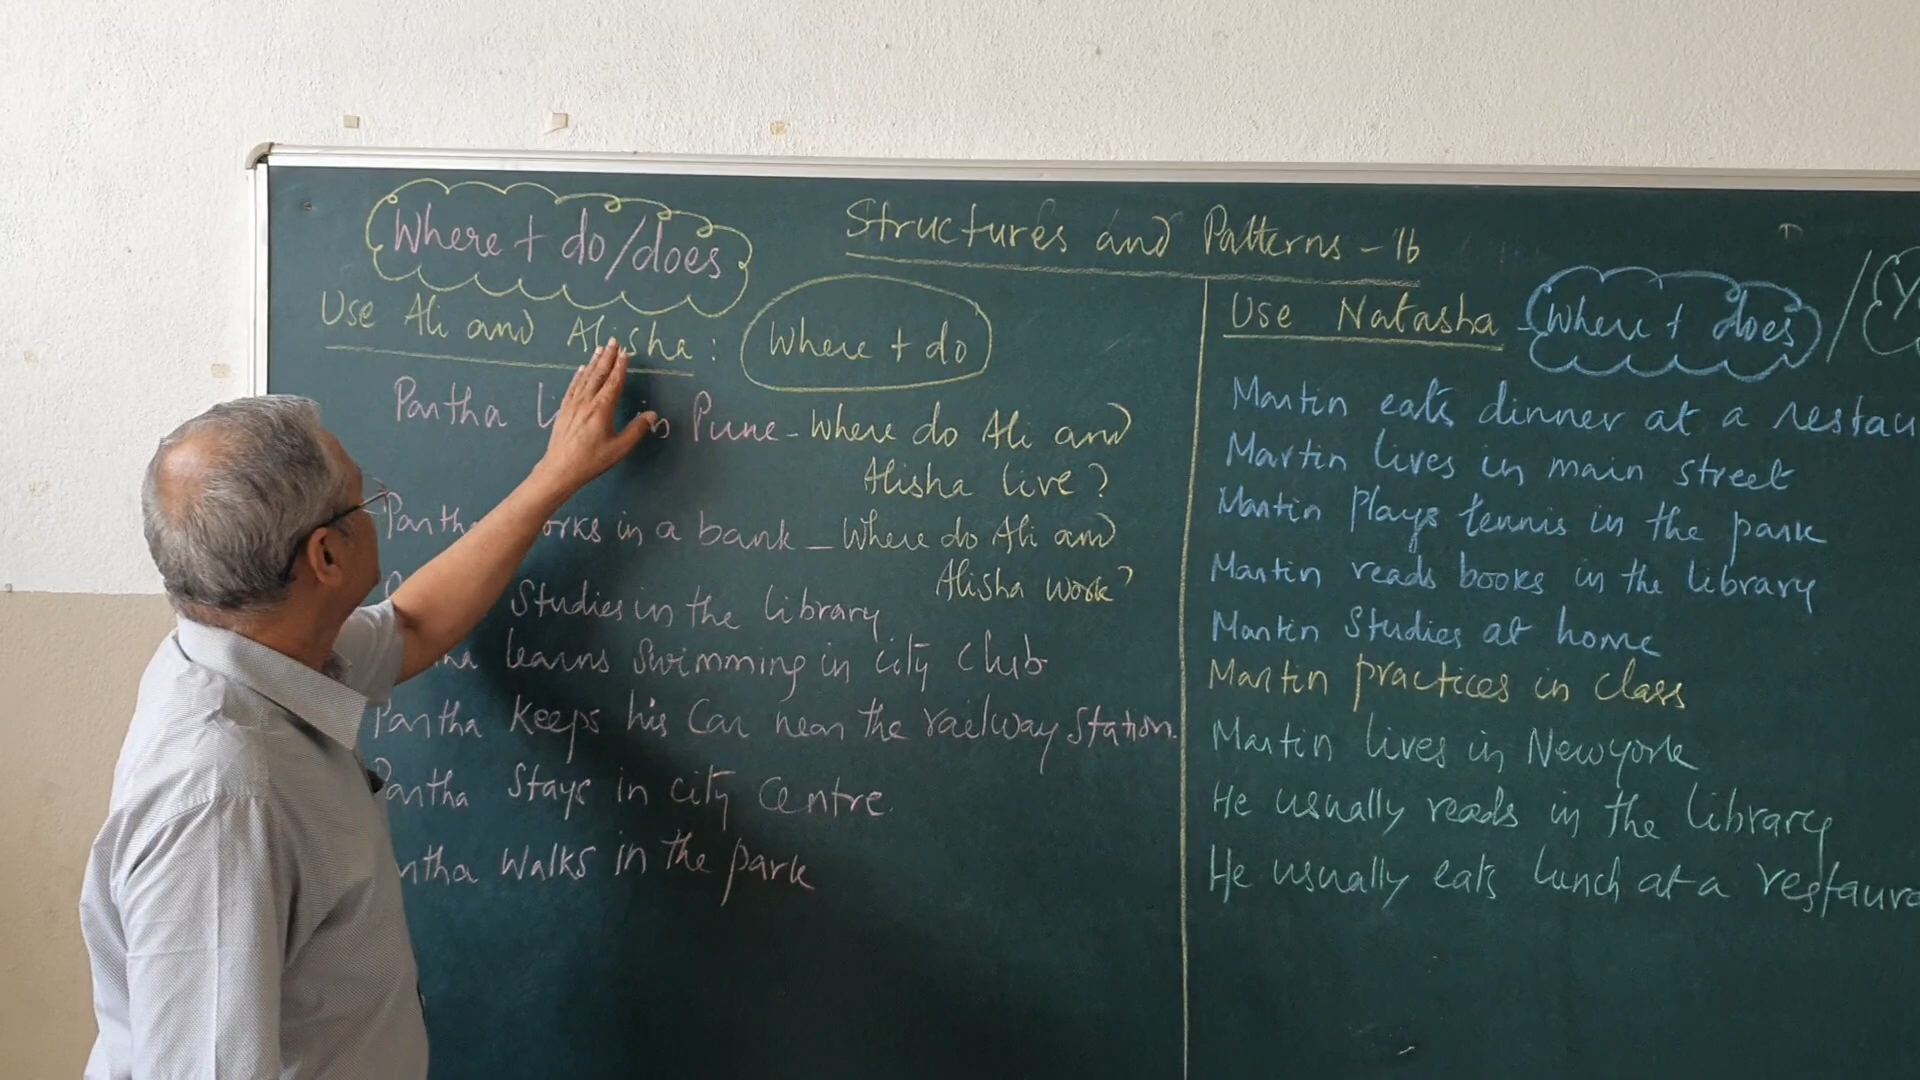 Where + do/does
Structures and Patterns - 16
Use Ali and Alisha : Where + do
Pantha in Pune - Where do Ali and
Alisha live?
works in a bank - Where do Ali and
Alisha work?
Studies in the library
learns swimming in city club
Pantha keeps his car near the railway station.
Pantha stays in city centre.
walks in the park
Use Natasha - Where + does /
Martin eats dinner at a
Martin lives in main street
Martin plays tennis in the park
Martin reads books in the library
Martin studies at home
Martin practices in class
Martin lives in Newyork
He usually reads in the library
He usually eats lunch at a